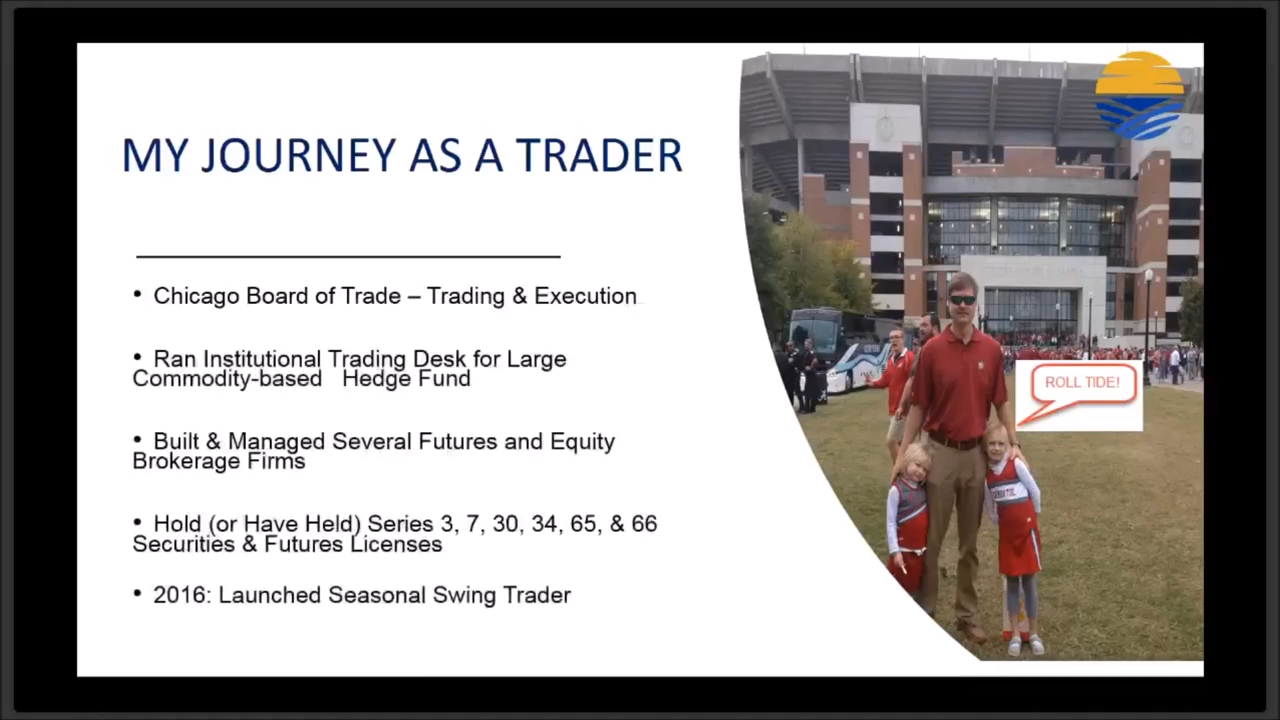 MY JOURNEY AS A TRADER
• Chicago Board of Trade – Trading & Execution
• Ran Institutional Trading Desk for Large
Commodity-based Hedge Fund
• Built & Managed Several Futures and Equity
Brokerage Firms
• Hold (or Have Held) Series 3, 7, 30, 34, 65, & 66
Securities & Futures Licenses
• 2016: Launched Seasonal Swing Trader
ROLL TIDE!